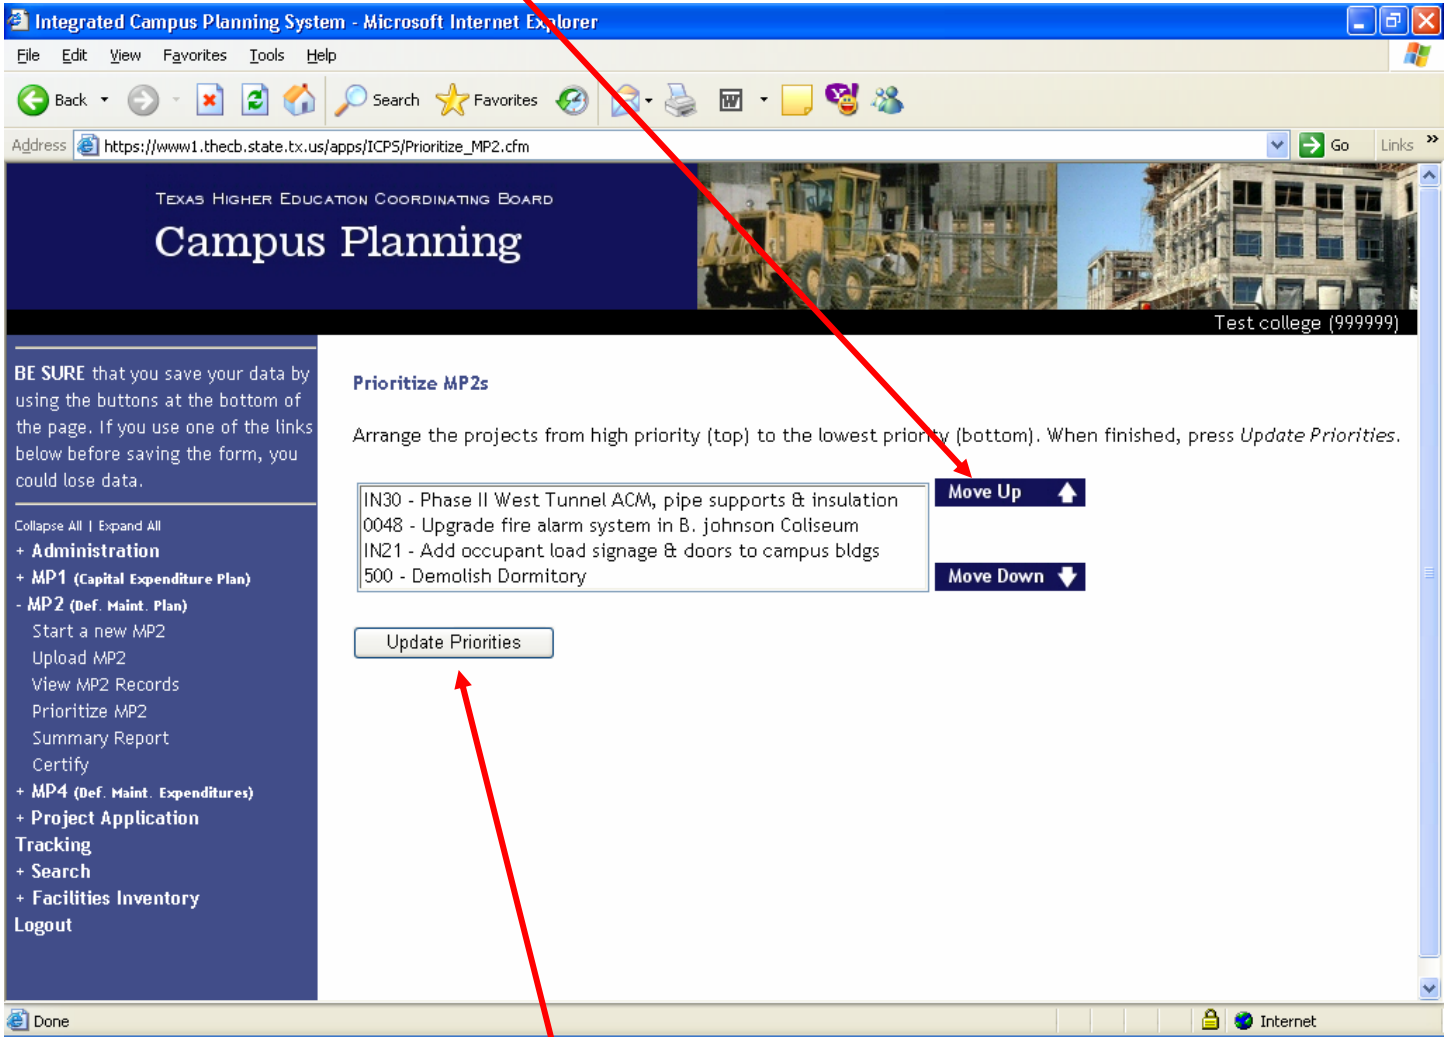 Integrated Campus Planning System - Microsoft Internet Explorer
File Edit View Favorites Tools Help
Back Search Favorites
Address https://www1.thecb.state.tx.us/apps/ICPS/Prioritize_MP2.cfm Go Links »
Texas Higher Education Coordinating Board
Campus Planning
Test college (999999)
BE SURE that you save your data by
using the buttons at the bottom of
the page. If you use one of the links
below before saving the form, you
could lose data.
Collapse All | Expand All
+ Administration
+ MP1 (Capital Expenditure Plan)
- MP2 (Def. Maint. Plan)
Start a new MP2
Upload MP2
View MP2 Records
Prioritize MP2
Summary Report
Certify
+ MP4 (Def. Maint. Expenditures)
+ Project Application
Tracking
+ Search
+ Facilities Inventory
Logout
Prioritize MP2s
Arrange the projects from high priority (top) to the lowest priority (bottom). When finished, press Update Priorities.
IN30 - Phase II West Tunnel ACM, pipe supports & insulation
0048 - Upgrade fire alarm system in B. johnson Coliseum
IN21 - Add occupant load signage & doors to campus bldgs
500 - Demolish Dormitory
Move Up
Move Down
Update Priorities
Done Internet